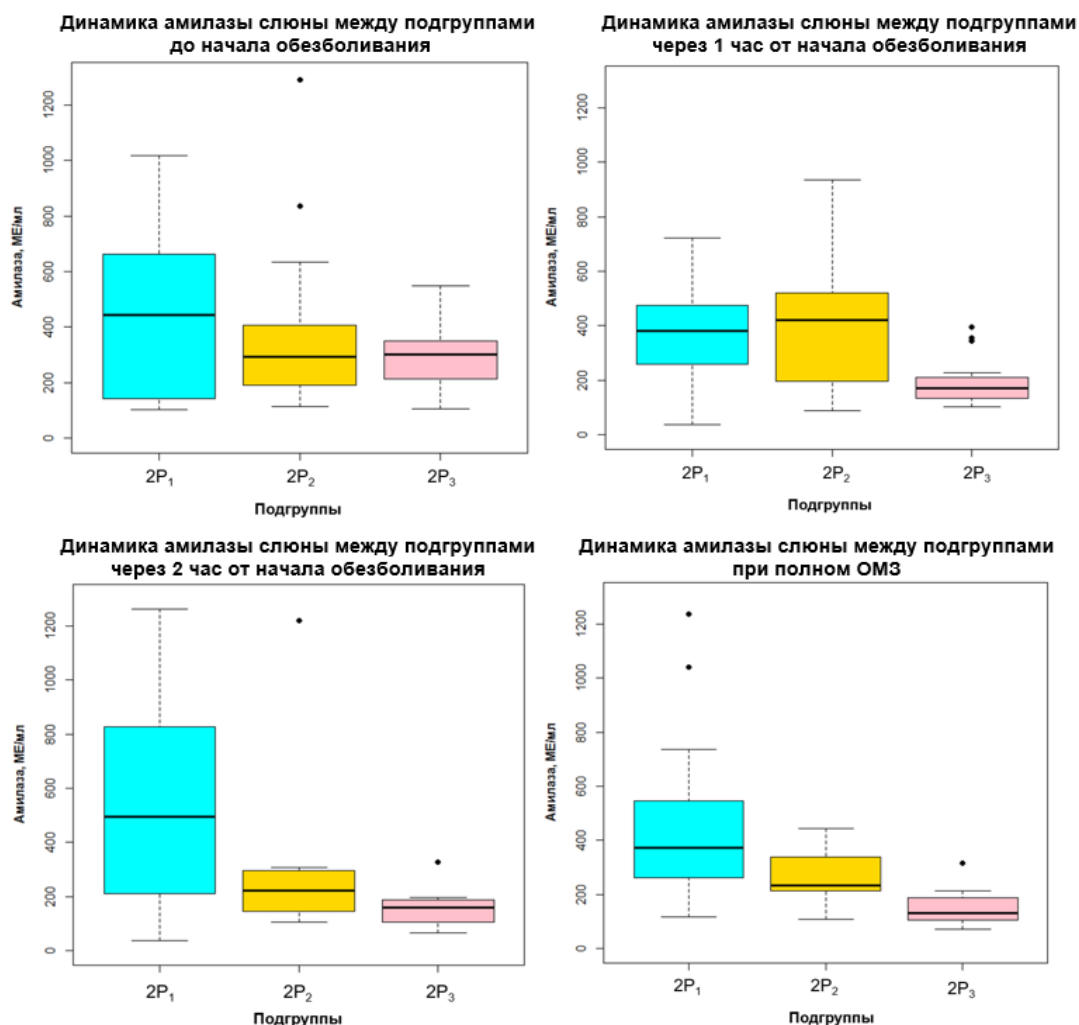 Динамика амилазы слюны между подгруппами
до начала обезболивания
Амилаза, МЕ/мл
0
200
400
600
800
1000
1200
2P₁
2P₂
2P₃
Подгруппы
Динамика амилазы слюны между подгруппами
через 1 час от начала обезболивания
Амилаза, МЕ/мл
0
200
400
600
800
1000
1200
2P₁
2P₂
2P₃
Подгруппы
Динамика амилазы слюны между подгруппами
через 2 час от начала обезболивания
Амилаза, МЕ/мл
0
200
400
600
800
1000
1200
2P₁
2P₂
2P₃
Подгруппы
Динамика амилазы слюны между подгруппами
при полном ОМЗ
Амилаза, МЕ/мл
0
200
400
600
800
1000
1200
2P₁
2P₂
2P₃
Подгруппы